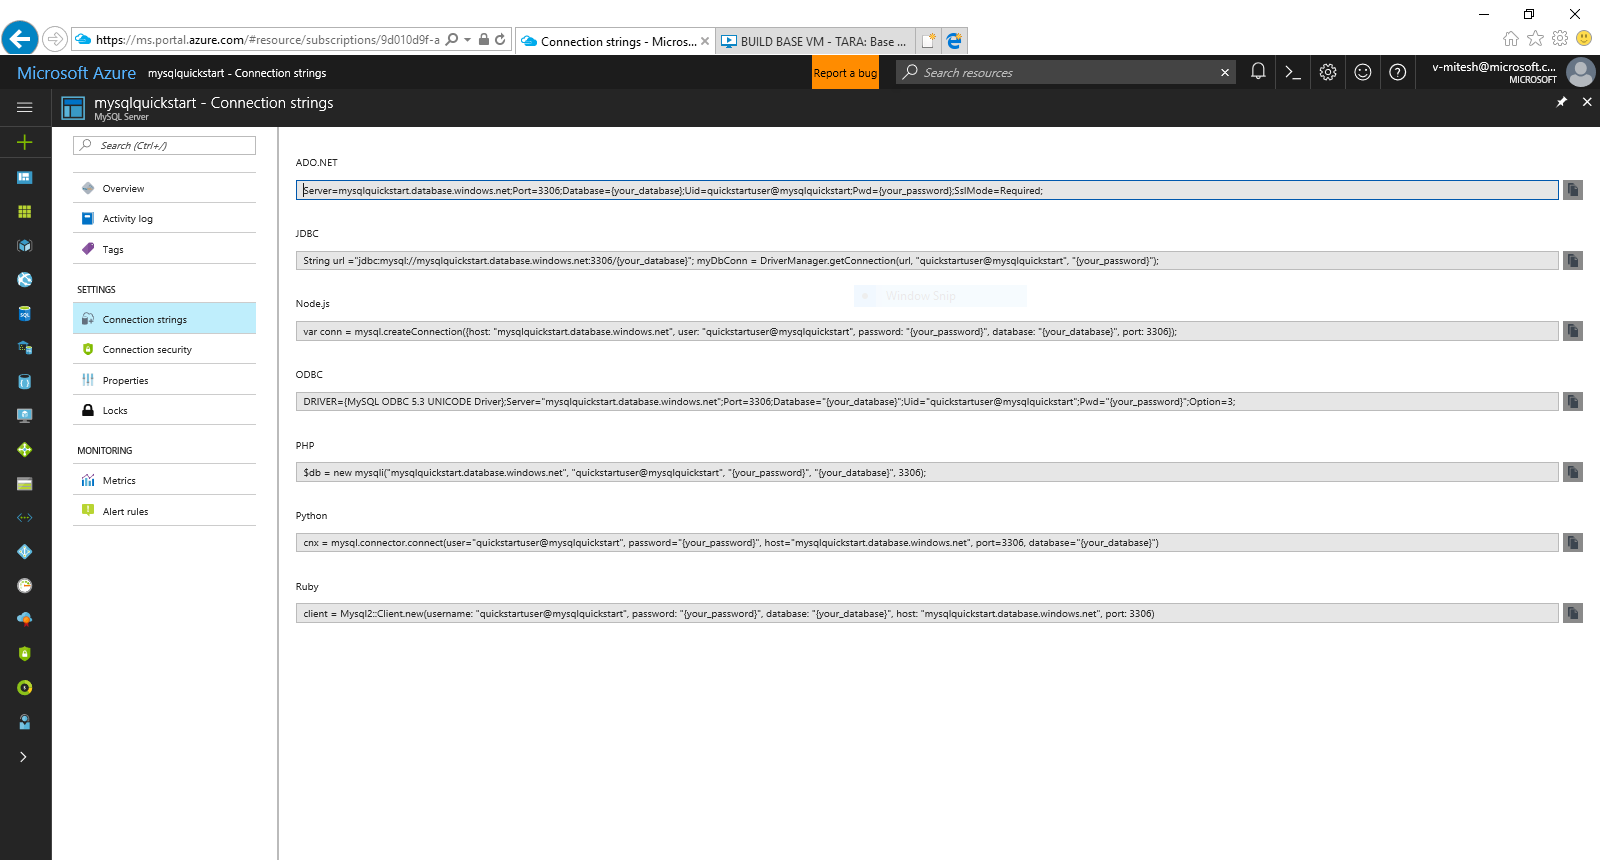 https://ms.portal.azure.com/#resource/subscriptions/9d010d9f-a
Connection strings - Micros...
BUILD BASE VM - TARA: Base ...
Microsoft Azure
mysqlquickstart - Connection strings
Report a bug
Search resources
v-mitesh@microsoft.c...
MICROSOFT
mysqlquickstart - Connection strings
MySQL Server
Search (Ctrl+/)
Overview
Activity log
Tags
SETTINGS
Connection strings
Connection security
Properties
Locks
MONITORING
Metrics
Alert rules
ADO.NET
Server=mysqlquickstart.database.windows.net;Port=3306;Database={your_database};Uid=quickstartuser@mysqlquickstart;Pwd={your_password};SslMode=Required;
JDBC
String url ="jdbc:mysql://mysqlquickstart.database.windows.net:3306/{your_database}"; myDbConn = DriverManager.getConnection(url, "quickstartuser@mysqlquickstart", "{your_password}");
Window Snip
Node.js
var conn = mysql.createConnection({host: "mysqlquickstart.database.windows.net", user: "quickstartuser@mysqlquickstart", password: "{your_password}", database: "{your_database}", port: 3306});
ODBC
DRIVER={MySQL ODBC 5.3 UNICODE Driver};Server="mysqlquickstart.database.windows.net";Port=3306;Database="{your_database}";Uid="quickstartuser@mysqlquickstart";Pwd="{your_password}";Option=3;
PHP
$db = new mysqli("mysqlquickstart.database.windows.net", "quickstartuser@mysqlquickstart", "{your_password}", "{your_database}", 3306);
Python
cnx = mysql.connector.connect(user="quickstartuser@mysqlquickstart", password="{your_password}", host="mysqlquickstart.database.windows.net", port=3306, database="{your_database}")
Ruby
client = Mysql2::Client.new(username: "quickstartuser@mysqlquickstart", password: "{your_password}", database: "{your_database}", host: "mysqlquickstart.database.windows.net", port: 3306)